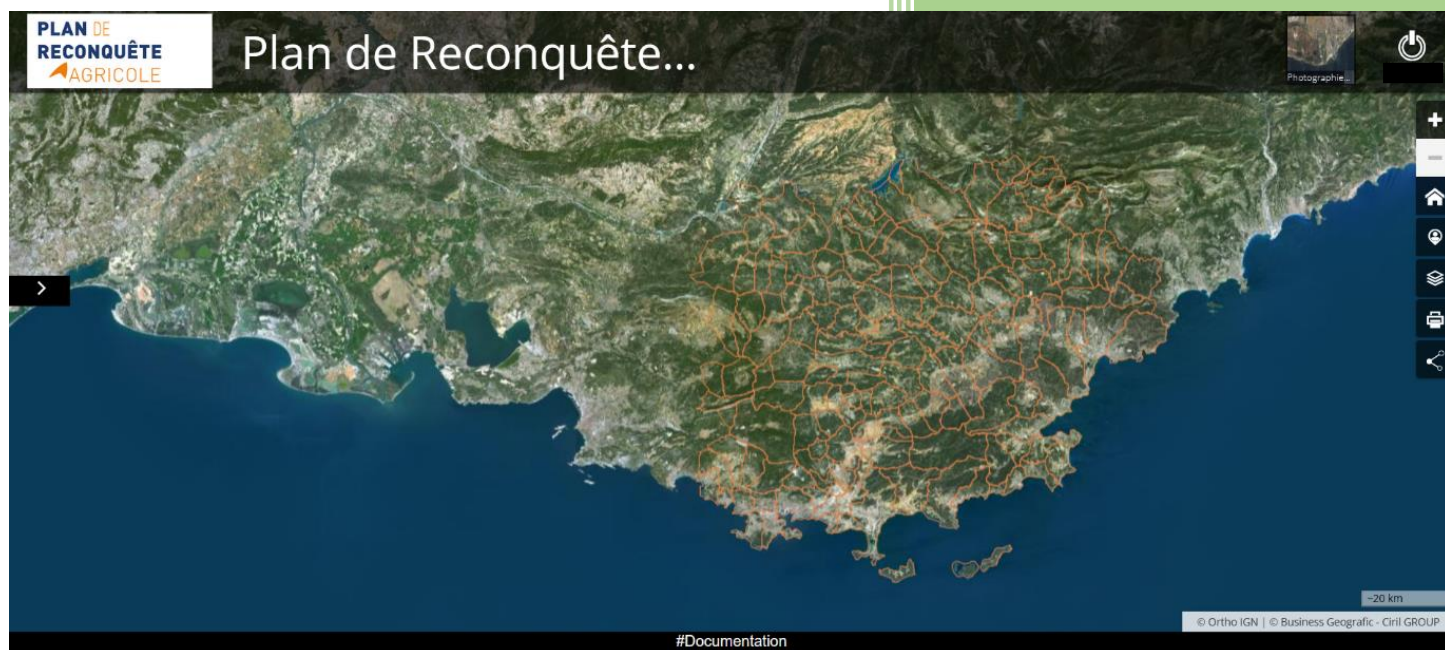 PLAN DE
RECONQUÊTE
AGRICOLE
Plan de Reconquête...
Photographie...
~20 km
© Ortho IGN | © Business Geografic - Ciril GROUP
#Documentation